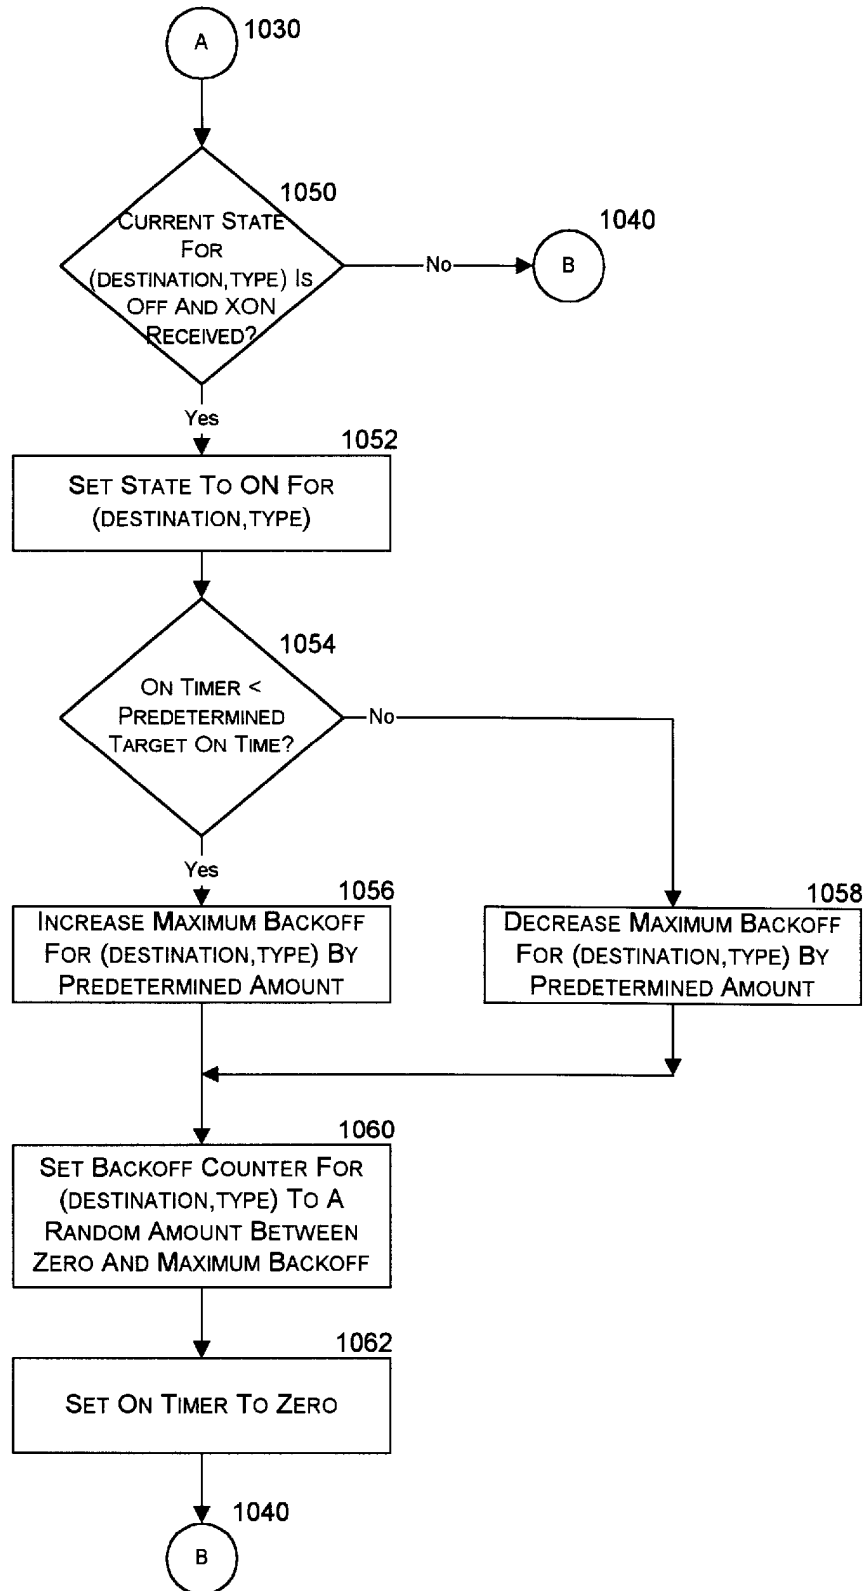 A
1030
1050
CURRENT STATE
FOR
(DESTINATION,TYPE) IS
OFF AND XON
RECEIVED?
No
1040
B
Yes
1052
SET STATE TO ON FOR
(DESTINATION,TYPE)
1054
ON TIMER <
PREDETERMINED
TARGET ON TIME?
No
Yes
1056
INCREASE MAXIMUM BACKOFF
FOR (DESTINATION,TYPE) BY
PREDETERMINED AMOUNT
1058
DECREASE MAXIMUM BACKOFF
FOR (DESTINATION,TYPE) BY
PREDETERMINED AMOUNT
1060
SET BACKOFF COUNTER FOR
(DESTINATION,TYPE) TO A
RANDOM AMOUNT BETWEEN
ZERO AND MAXIMUM BACKOFF
1062
SET ON TIMER TO ZERO
1040
B